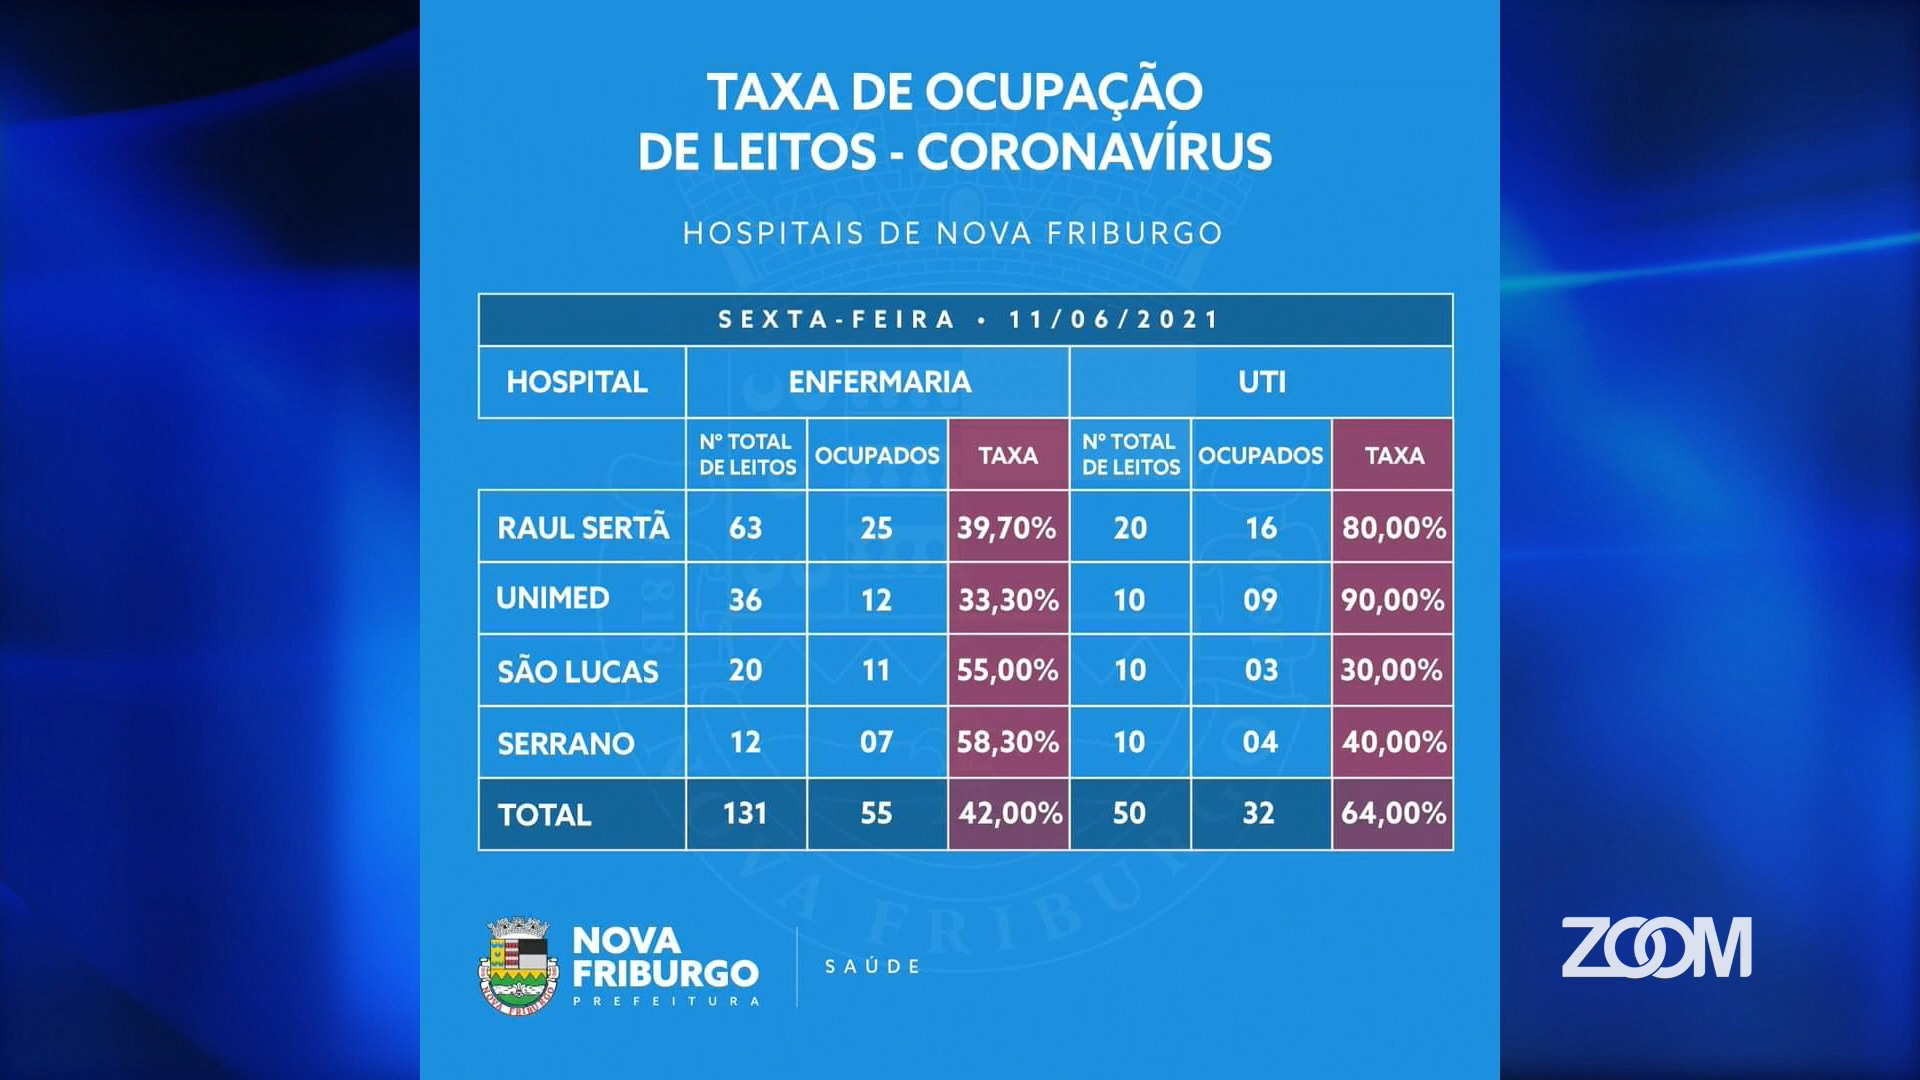 TAXA DE OCUPAÇÃO
DE LEITOS - CORONAVÍRUS
HOSPITAIS DE NOVA FRIBURGO
SEXTA-FEIRA • 11/06/2021
HOSPITAL ENFERMARIA UTI
Nº TOTAL DE LEITOS OCUPADOS TAXA Nº TOTAL DE LEITOS OCUPADOS TAXA
RAUL SERTÃ 63 25 39,70% 20 16 80,00%
UNIMED 36 12 33,30% 10 09 90,00%
SÃO LUCAS 20 11 55,00% 10 03 30,00%
SERRANO 12 07 58,30% 10 04 40,00%
TOTAL 131 55 42,00% 50 32 64,00%
NOVA FRIBURGO
NOVA
FRIBURGO
PREFEITURA
SAÚDE
NOVA FRIBURGO
ZOOM